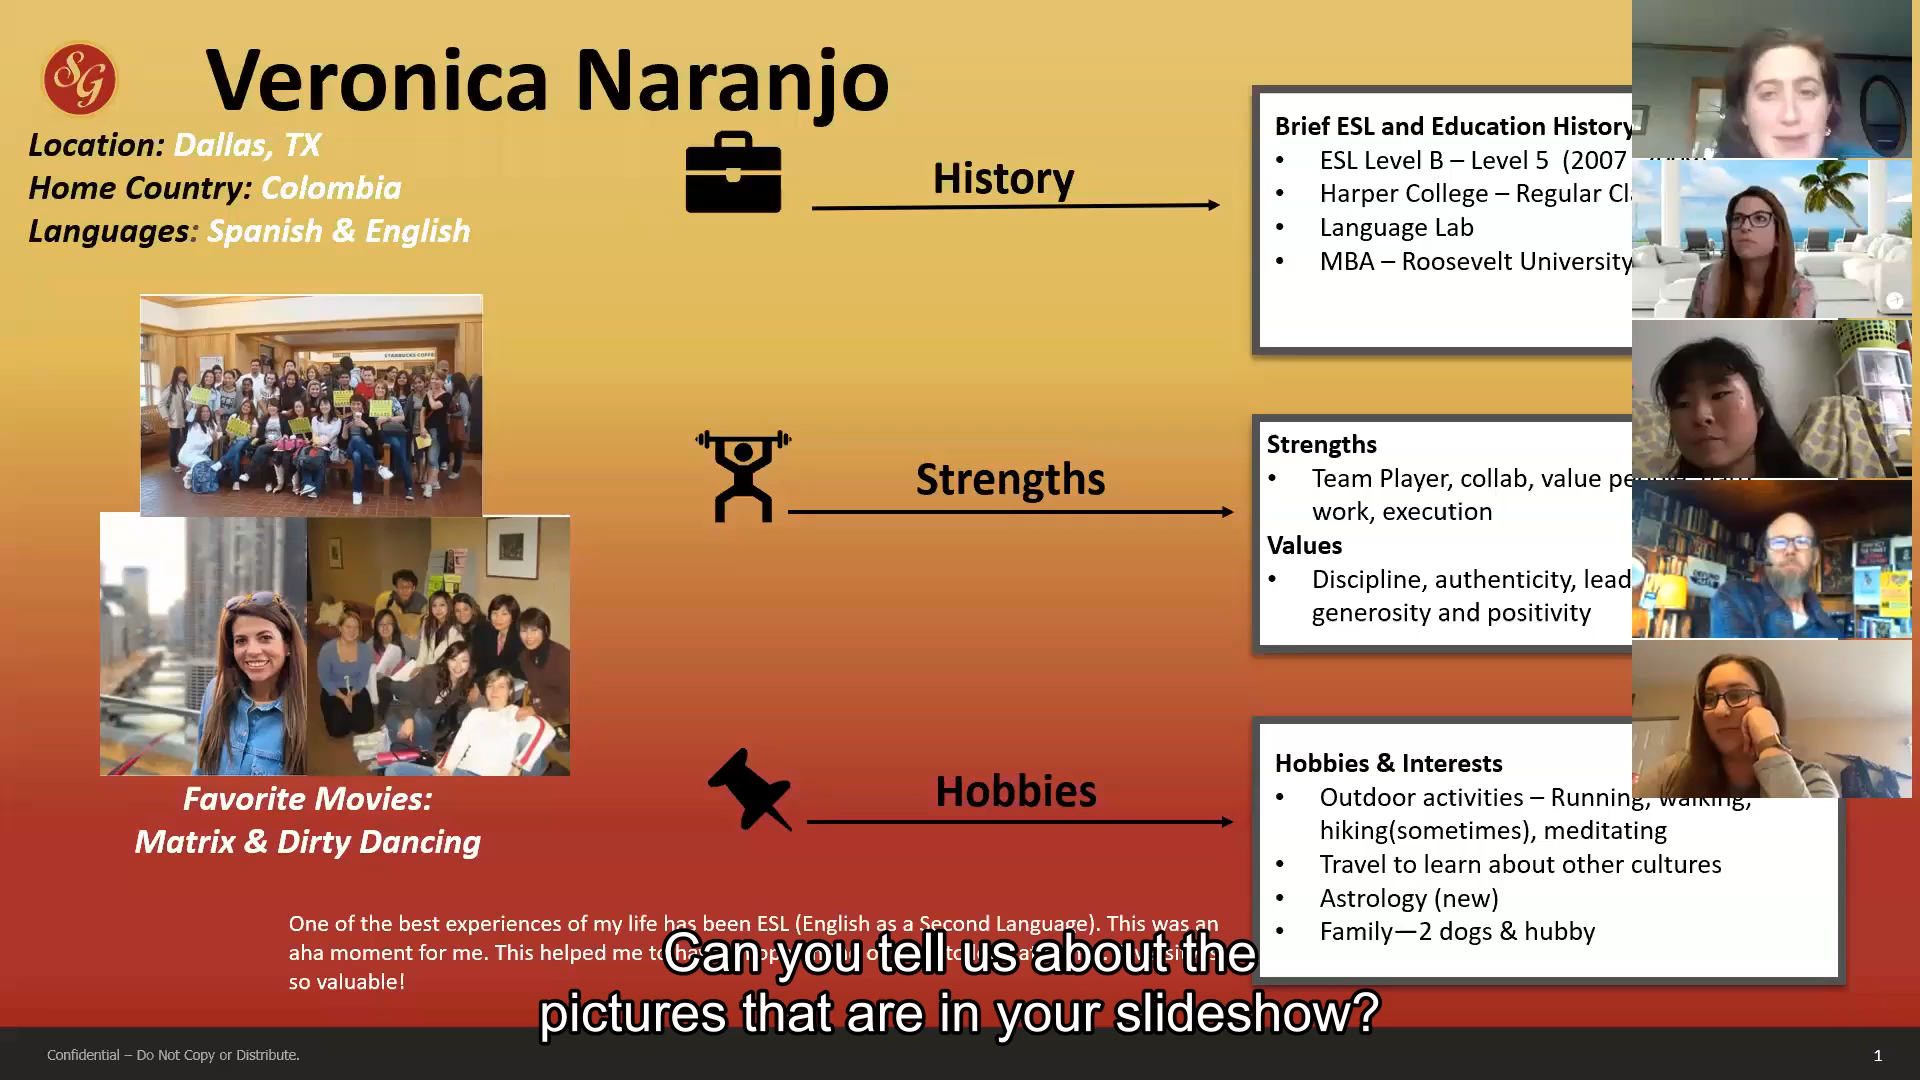 SG
Veronica Naranjo
Location: Dallas, TX
Home Country: Colombia
Languages: Spanish & English
STARBUCKS COFFEE
Favorite Movies:
Matrix & Dirty Dancing
History
Strengths
Hobbies
Brief ESL and Education History
• ESL Level B – Level 5 (2007
• Harper College – Regular
• Language Lab
• MBA – Roosevelt University
Strengths
• Team Player, collab, value
work, execution
Values
• Discipline, authenticity,
generosity and positivity
Hobbies & Interests
• Outdoor activities – Running, walking,
hiking(sometimes), meditating
• Travel to learn about other cultures
• Astrology (new)
• Family—2 dogs & hubby
One of the best experiences of my life has been ESL (English as a Second Language). This was an
aha moment for me. This helped me to
so valuable!
Can you tell us about the
pictures that are in your slideshow?
Confidential – Do Not Copy or Distribute.
1